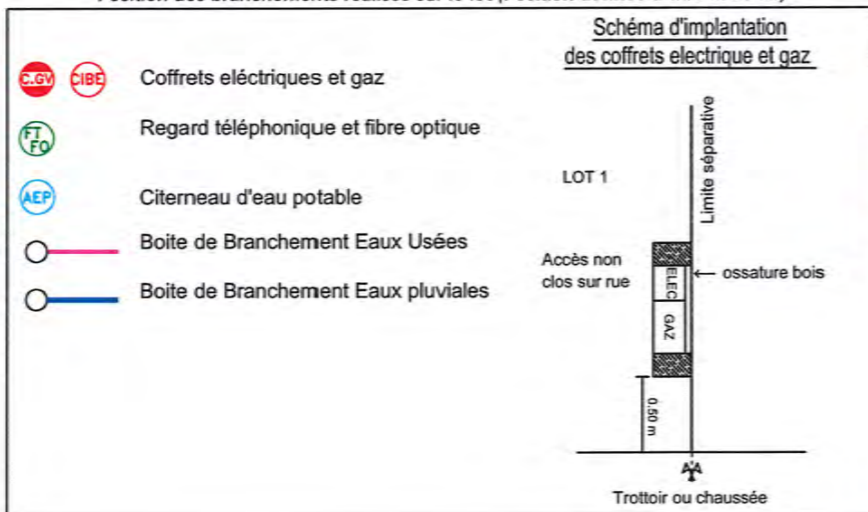 Schéma d'implantation
des coffrets electrique et gaz
C.GV CIBE Coffrets eléctriques et gaz
FT FO Regard téléphonique et fibre optique
AEP Citerneau d'eau potable
Boite de Branchement Eaux Usées
Boite de Branchement Eaux pluviales
Limite séparative
LOT 1
Accès non
clos sur rue
ELEC
ossature bois
GAZ
0.50 m
Trottoir ou chaussée